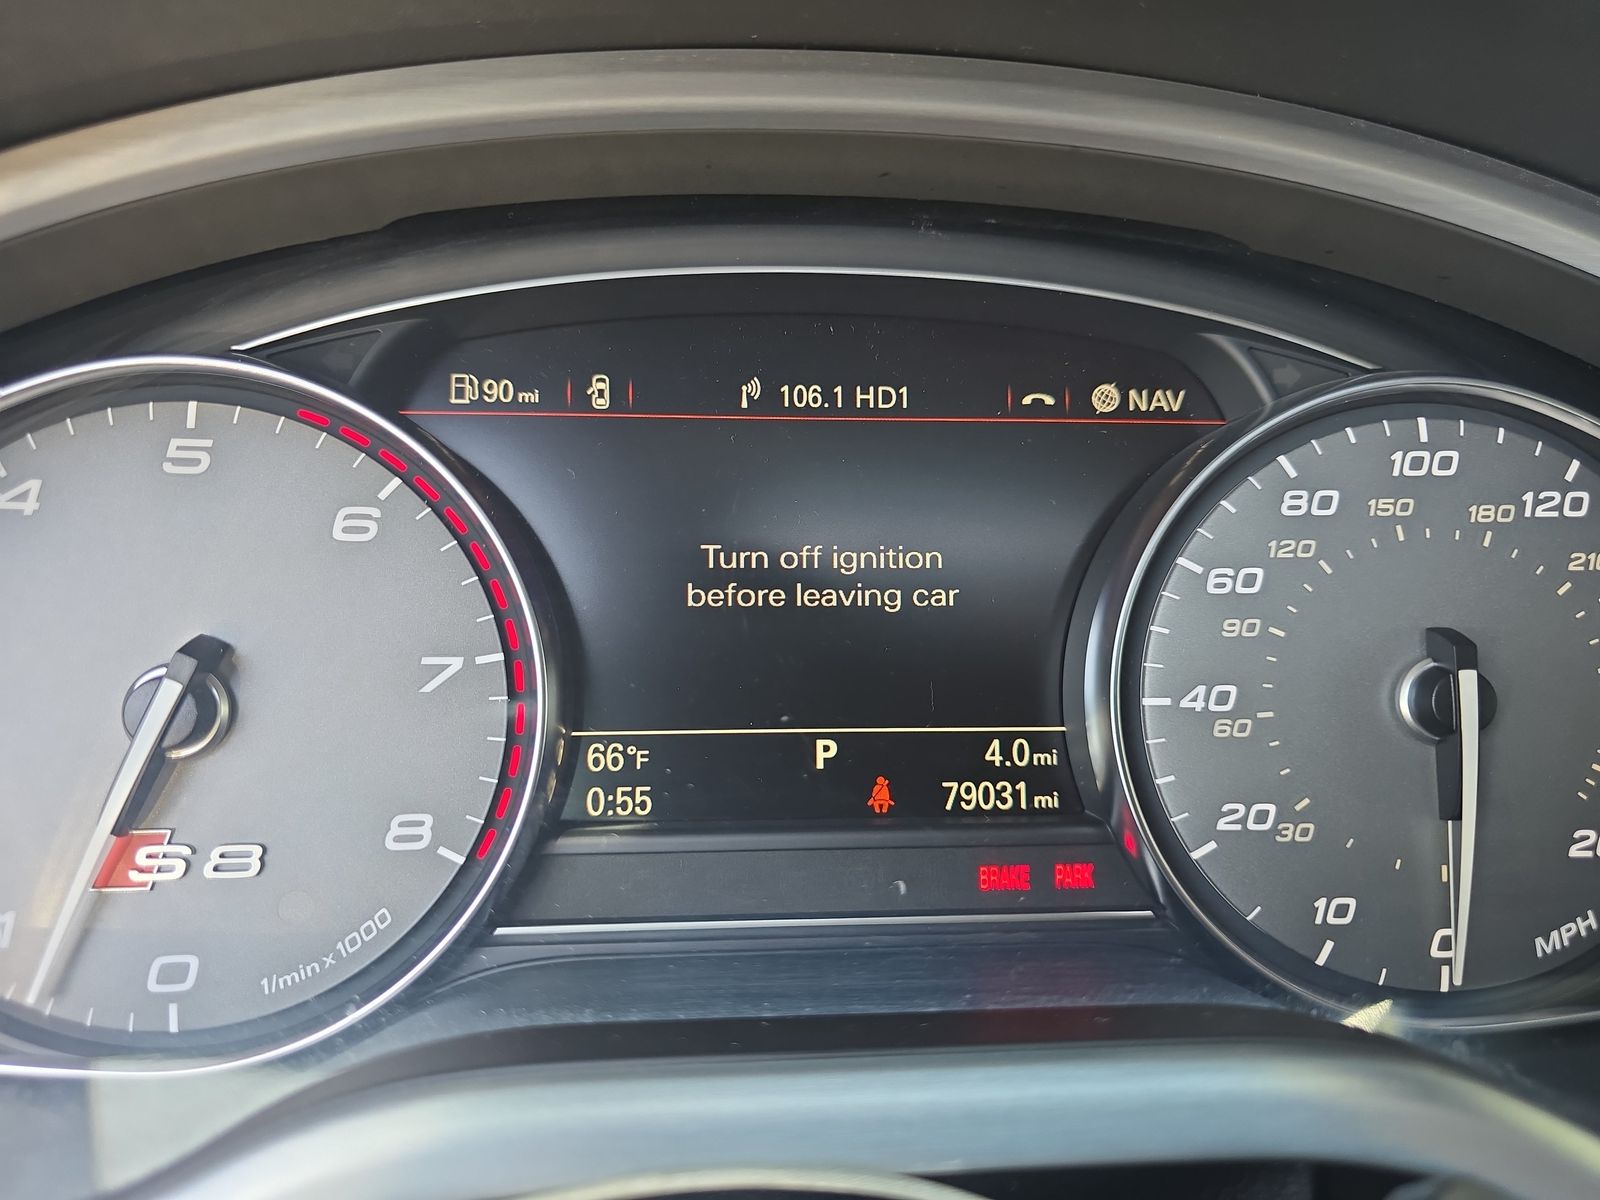 90 mi
106.1 HD1
NAV
Turn off ignition
before leaving car
66°F
P
4.0 mi
0:55
79031 mi
BRAKE PARK
1
4
5
6
7
8
0
S8
1/min x 1000
0
10
20
40
60
80
100
120
30
60
90
120
150
180
210
MPH